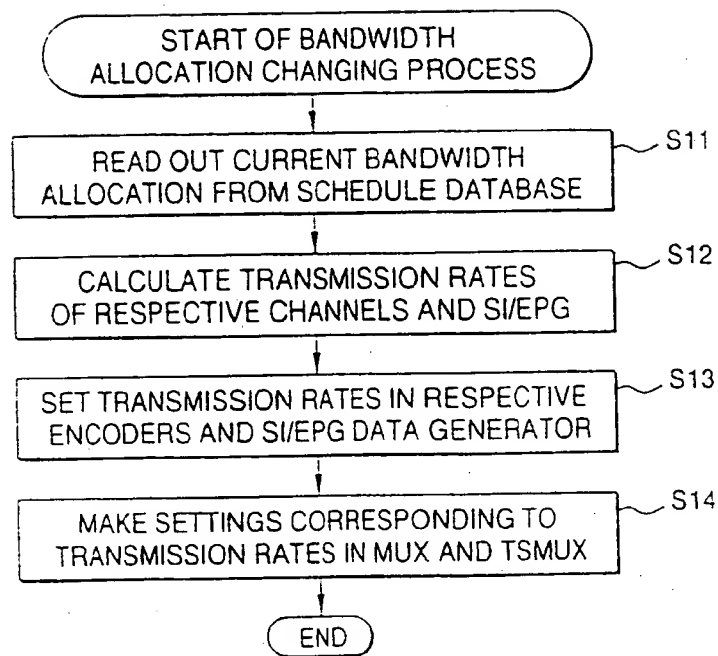 START OF BANDWIDTH
ALLOCATION CHANGING PROCESS
S11
READ OUT CURRENT BANDWIDTH
ALLOCATION FROM SCHEDULE DATABASE
S12
CALCULATE TRANSMISSION RATES
OF RESPECTIVE CHANNELS AND SI/EPG
S13
SET TRANSMISSION RATES IN RESPECTIVE
ENCODERS AND SI/EPG DATA GENERATOR
S14
MAKE SETTINGS CORRESPONDING TO
TRANSMISSION RATES IN MUX AND TSMUX
END